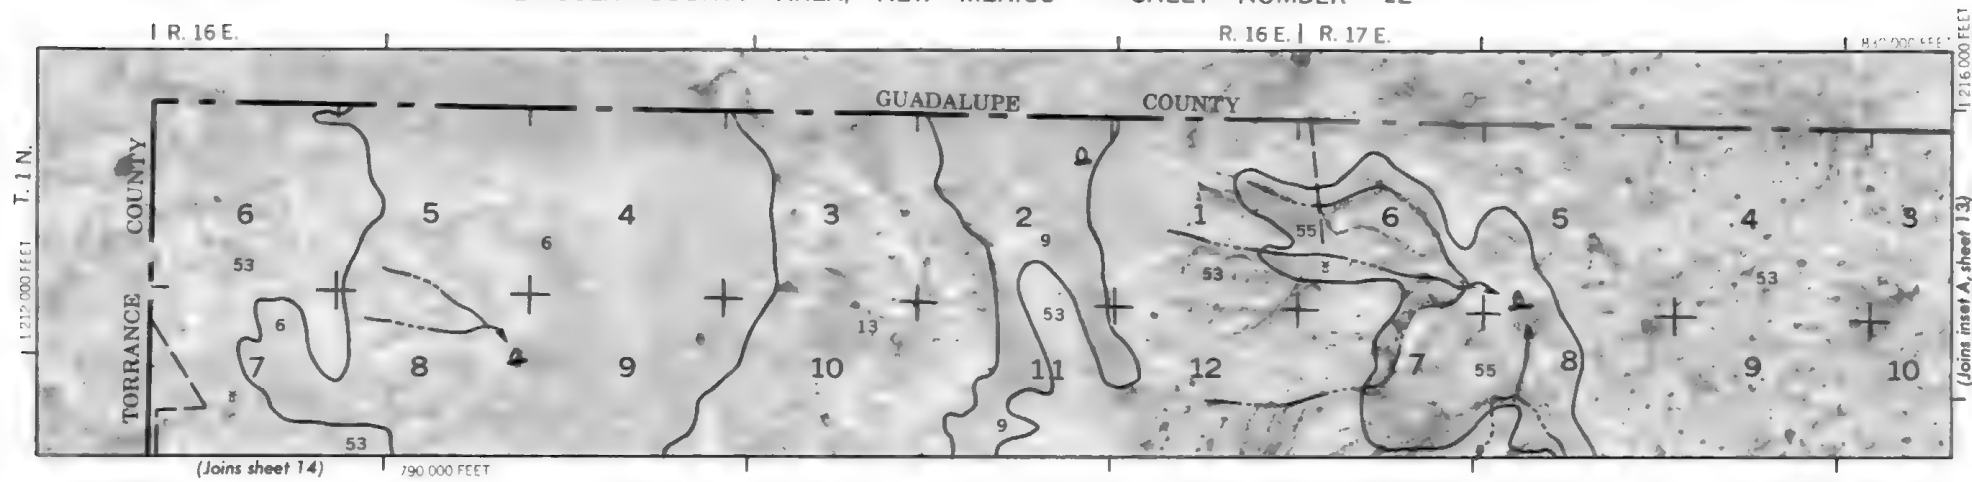 AREA, NEW MEXICO
R. 16 E.
R. 16 E. | R. 17 E.
1 216 000 FEET
GUADALUPE COUNTY
T. 1 N.
COUNTY
6 5 4 3 2 1 6 5 4 3
6 9 55
53 53 53
1 212 000 FEET
TORRANCE
6 13 53
7 8 9 10 11 12 7 8 9 10
55
53 9
(Joins inset A, sheet 13)
(Joins sheet 14) 790 000 FEET